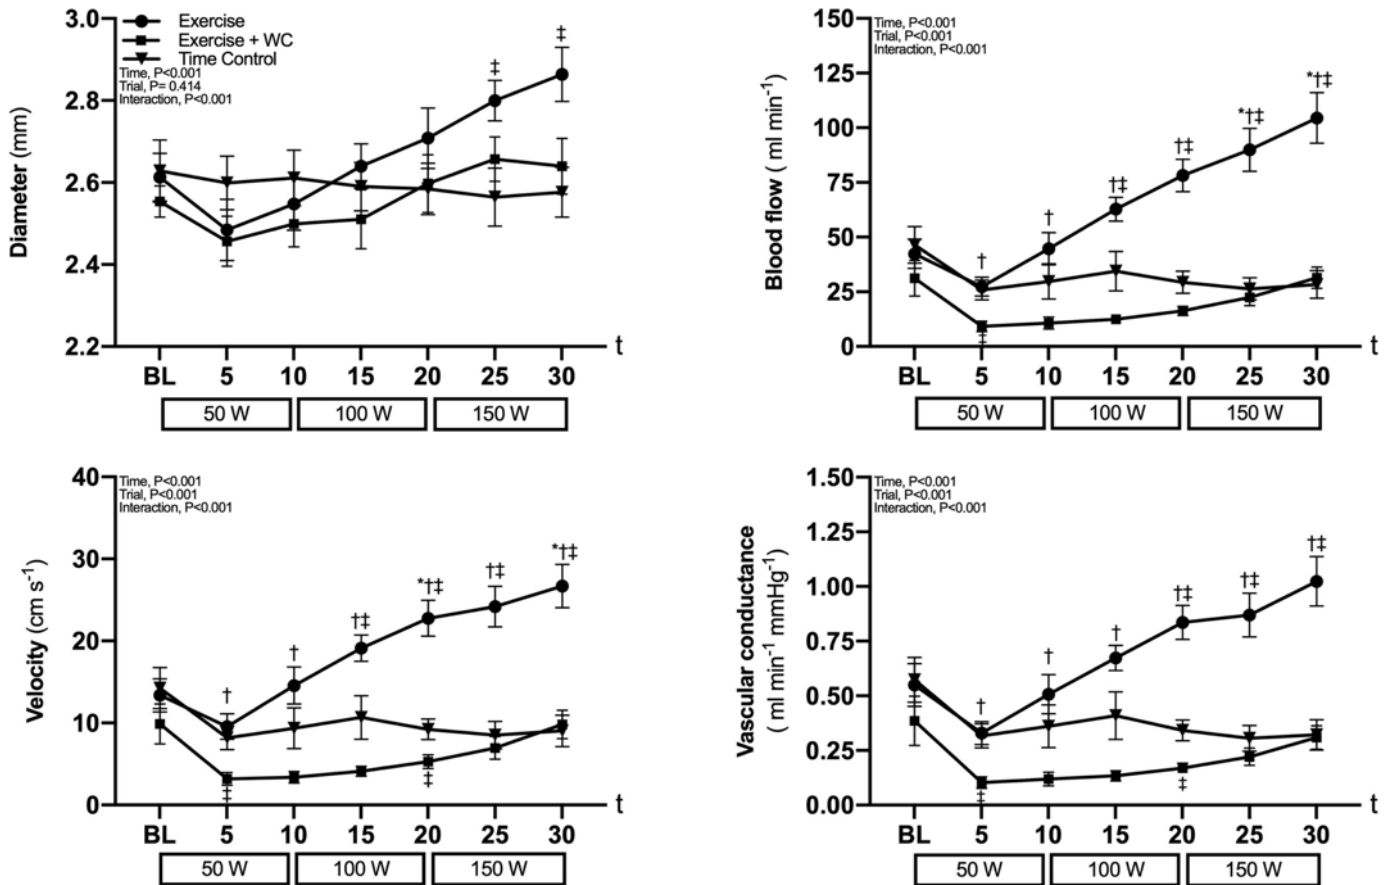 3.0
2.8
2.6
2.4
2.2
Diameter (mm)
Exercise
Exercise + WC
Time Control
Time, P<0.001
Trial, P= 0.414
Interaction, P<0.001
‡
‡
BL 5 10 15 20 25 30 t
50 W 100 W 150 W
150
125
100
75
50
25
0
Blood flow ( ml min⁻¹)
Time, P<0.001
Trial, P<0.001
Interaction, P<0.001
† † †‡ †‡ *†‡ *†‡
‡
BL 5 10 15 20 25 30 t
50 W 100 W 150 W
40
30
20
10
0
Velocity (cm s⁻¹)
Time, P<0.001
Trial, P<0.001
Interaction, P<0.001
† † †‡ *†‡ †‡ *†‡
‡ ‡
BL 5 10 15 20 25 30 t
50 W 100 W 150 W
1.50
1.25
1.00
0.75
0.50
0.25
0.00
Vascular conductance
( ml min⁻¹ mmHg⁻¹)
Time, P<0.001
Trial, P<0.001
Interaction, P<0.001
† † † †‡ †‡ †‡
‡ ‡
BL 5 10 15 20 25 30 t
50 W 100 W 150 W